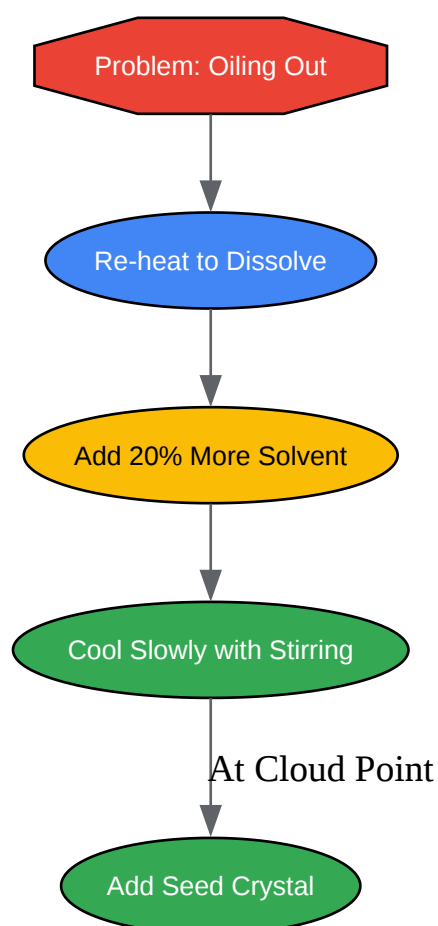 Problem: Oiling Out
Re-heat to Dissolve
Add 20% More Solvent
Cool Slowly with Stirring
At Cloud Point
Add Seed Crystal